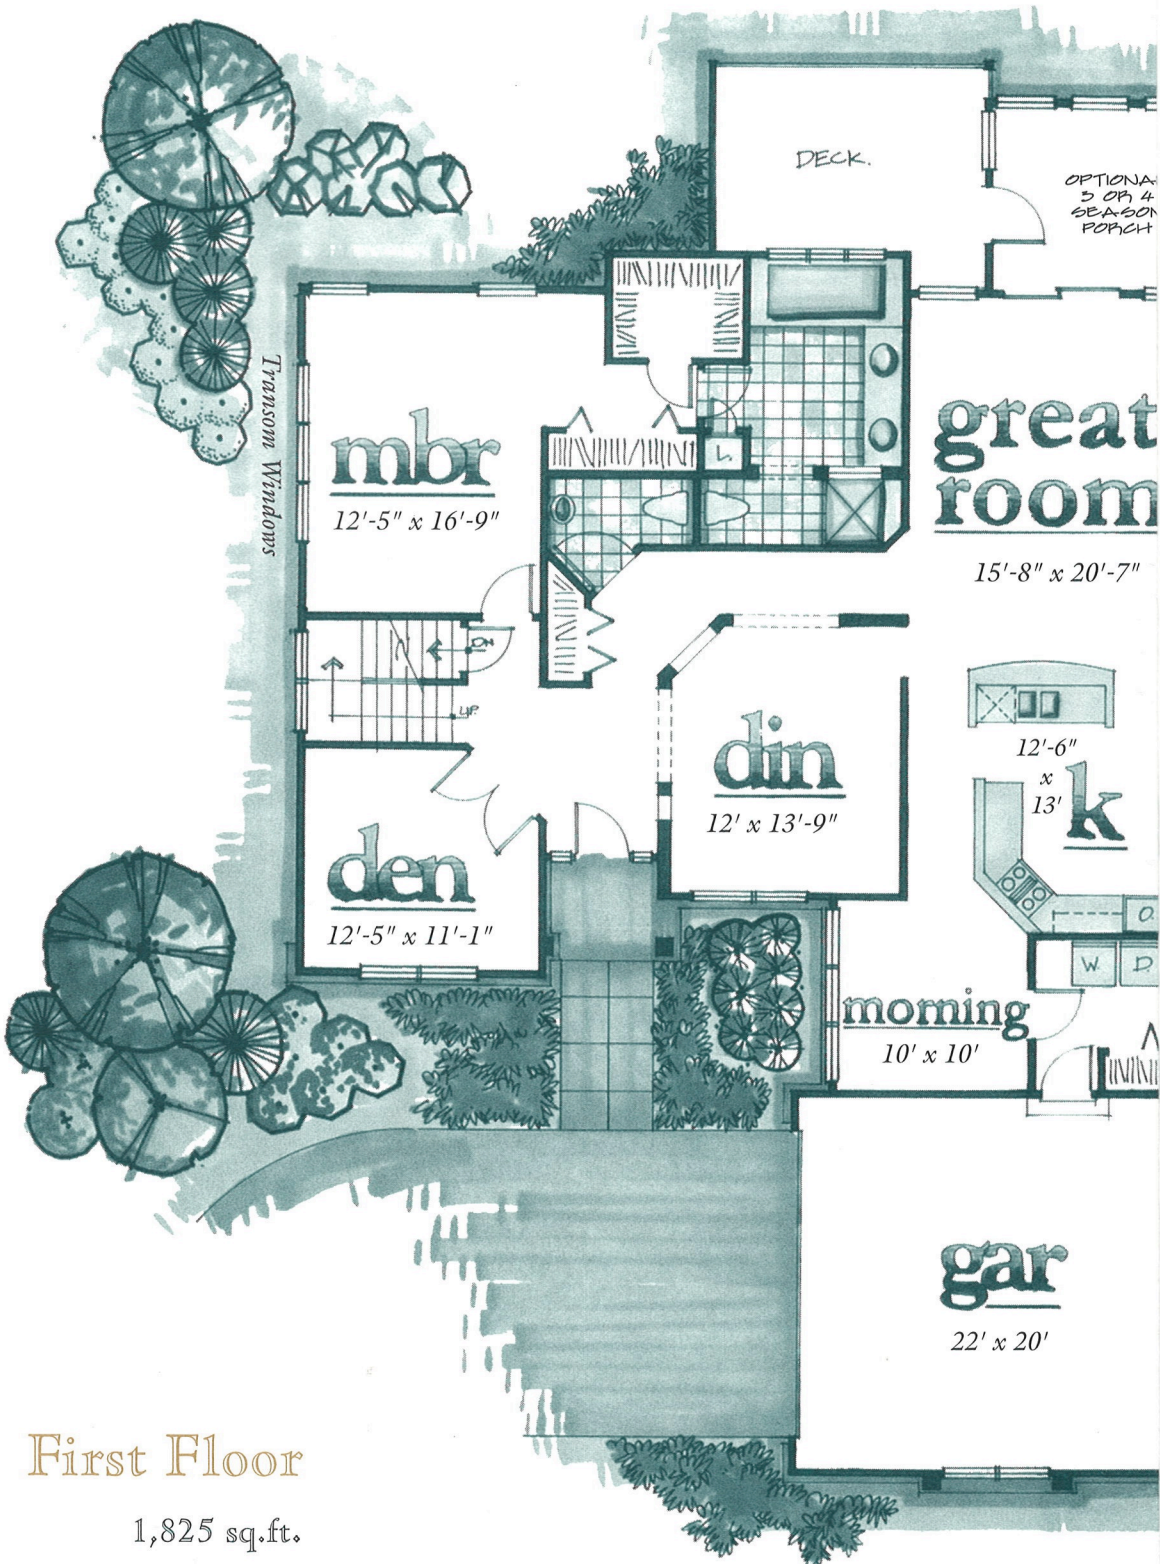 DECK.
OPTIONA
3 OR 4
SEASON
PORCH
Transom Windows
great
room
15'-8" x 20'-7"
mbr
12'-5" x 16'-9"
L.
DN
UP.
din
12' x 13'-9"
12'-6"
x
13'
k
den
12'-5" x 11'-1"
O.
W.
D.
morning
10' x 10'
gar
22' x 20'
First Floor
1,825 sq.ft.